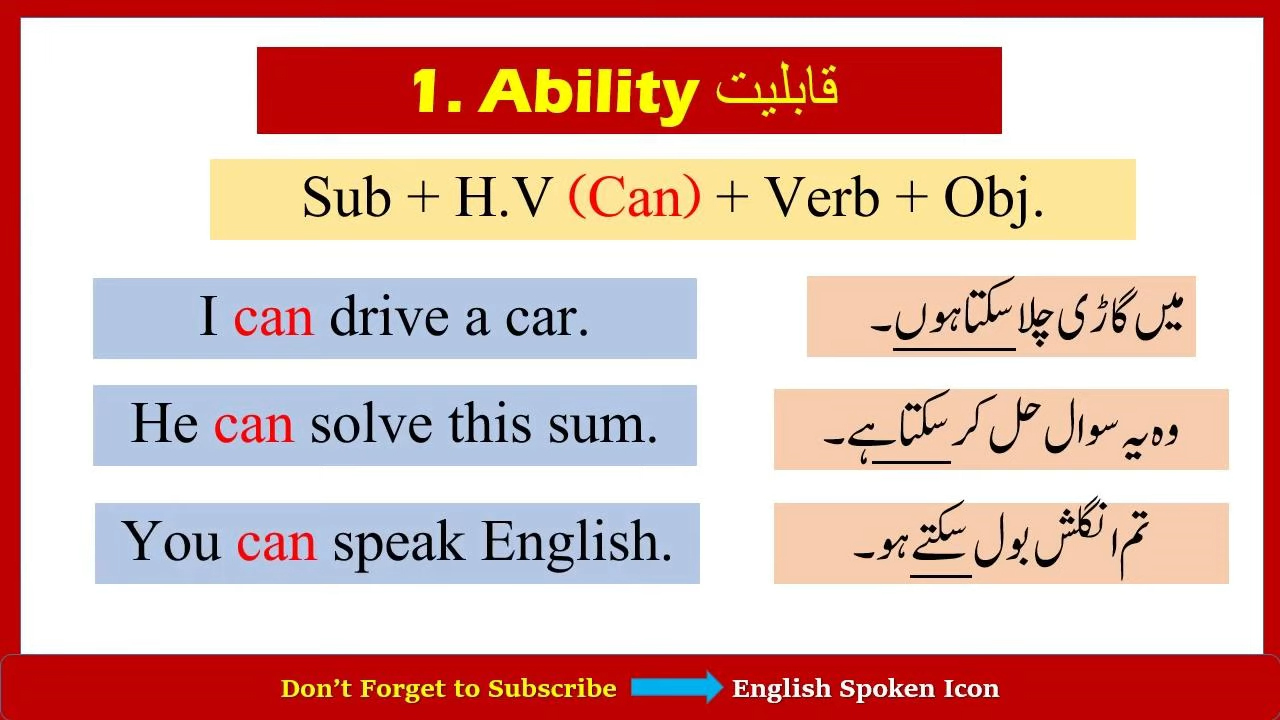 1. Ability قابلیت
Sub + H.V (Can) + Verb + Obj.
I can drive a car.
میں گاڑی چلا سکتا ہوں۔
He can solve this sum.
وہ یہ سوال حل کر سکتا ہے۔
You can speak English.
تم انگلش بول سکتے ہو۔
Don’t Forget to Subscribe English Spoken Icon